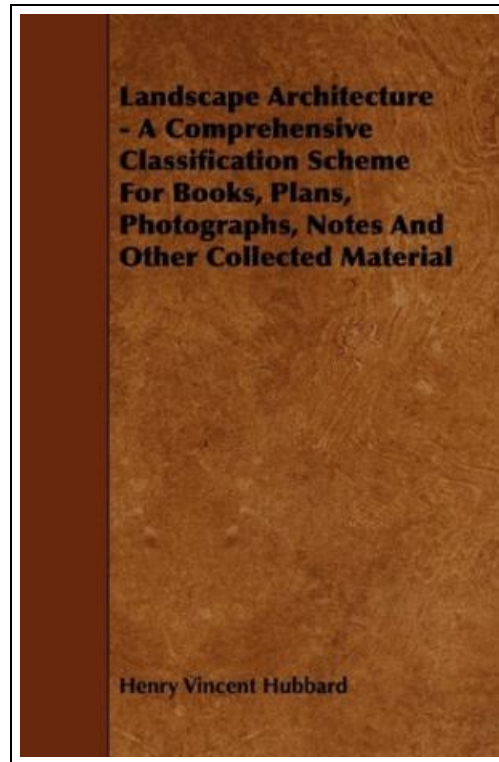 Landscape Architecture
- A Comprehensive
Classification Scheme
For Books, Plans,
Photographs, Notes And
Other Collected Material
Henry Vincent Hubbard